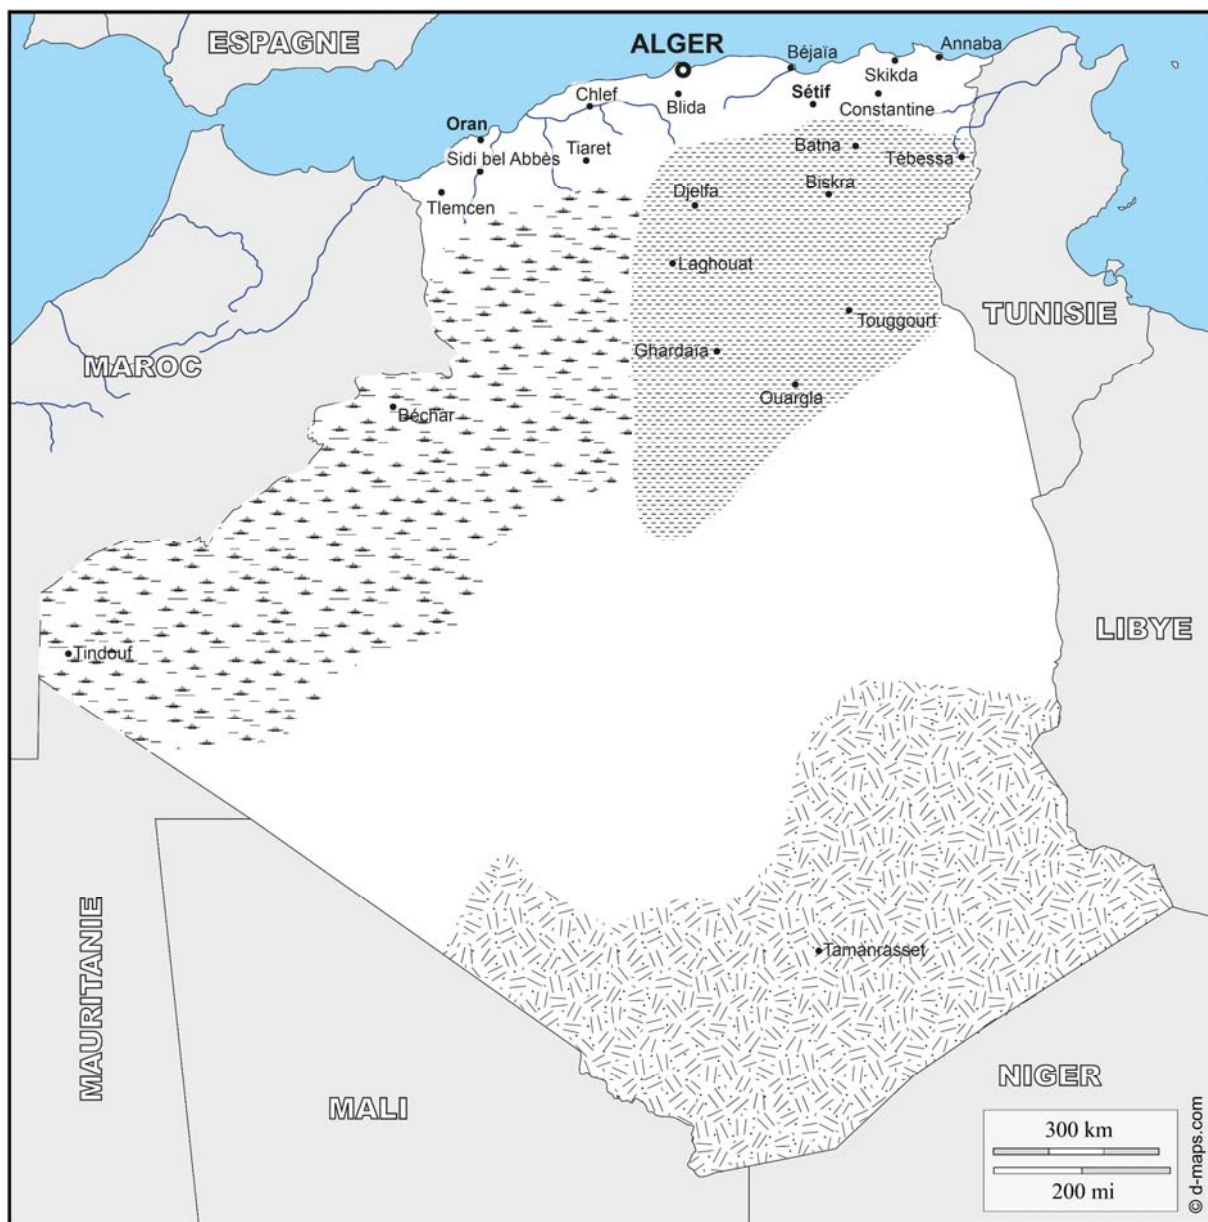 ESPAGNE
ALGER
Béjaïa
Annaba
Skikda
Chlef
Blida
Sétif
Constantine
Oran
Sidi bel Abbès
Tiaret
Batna
Tébessa
Tlemcen
Djelfa
Biskra
Laghouat
TUNISIE
Touggourt
MAROC
Ghardaïa
Ouargla
Béchar
LIBYE
Tindouf
Tamanrasset
MAURITANIE
MALI
NIGER
300 km
200 mi
© d-maps.com